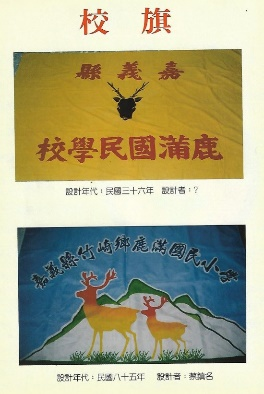 校旗
嘉義縣
鹿滿國民學校
設計年代：民國三十六年 設計者：？
嘉義縣竹崎鄉鹿滿國民小學
設計年代：民國八十五年 設計者：